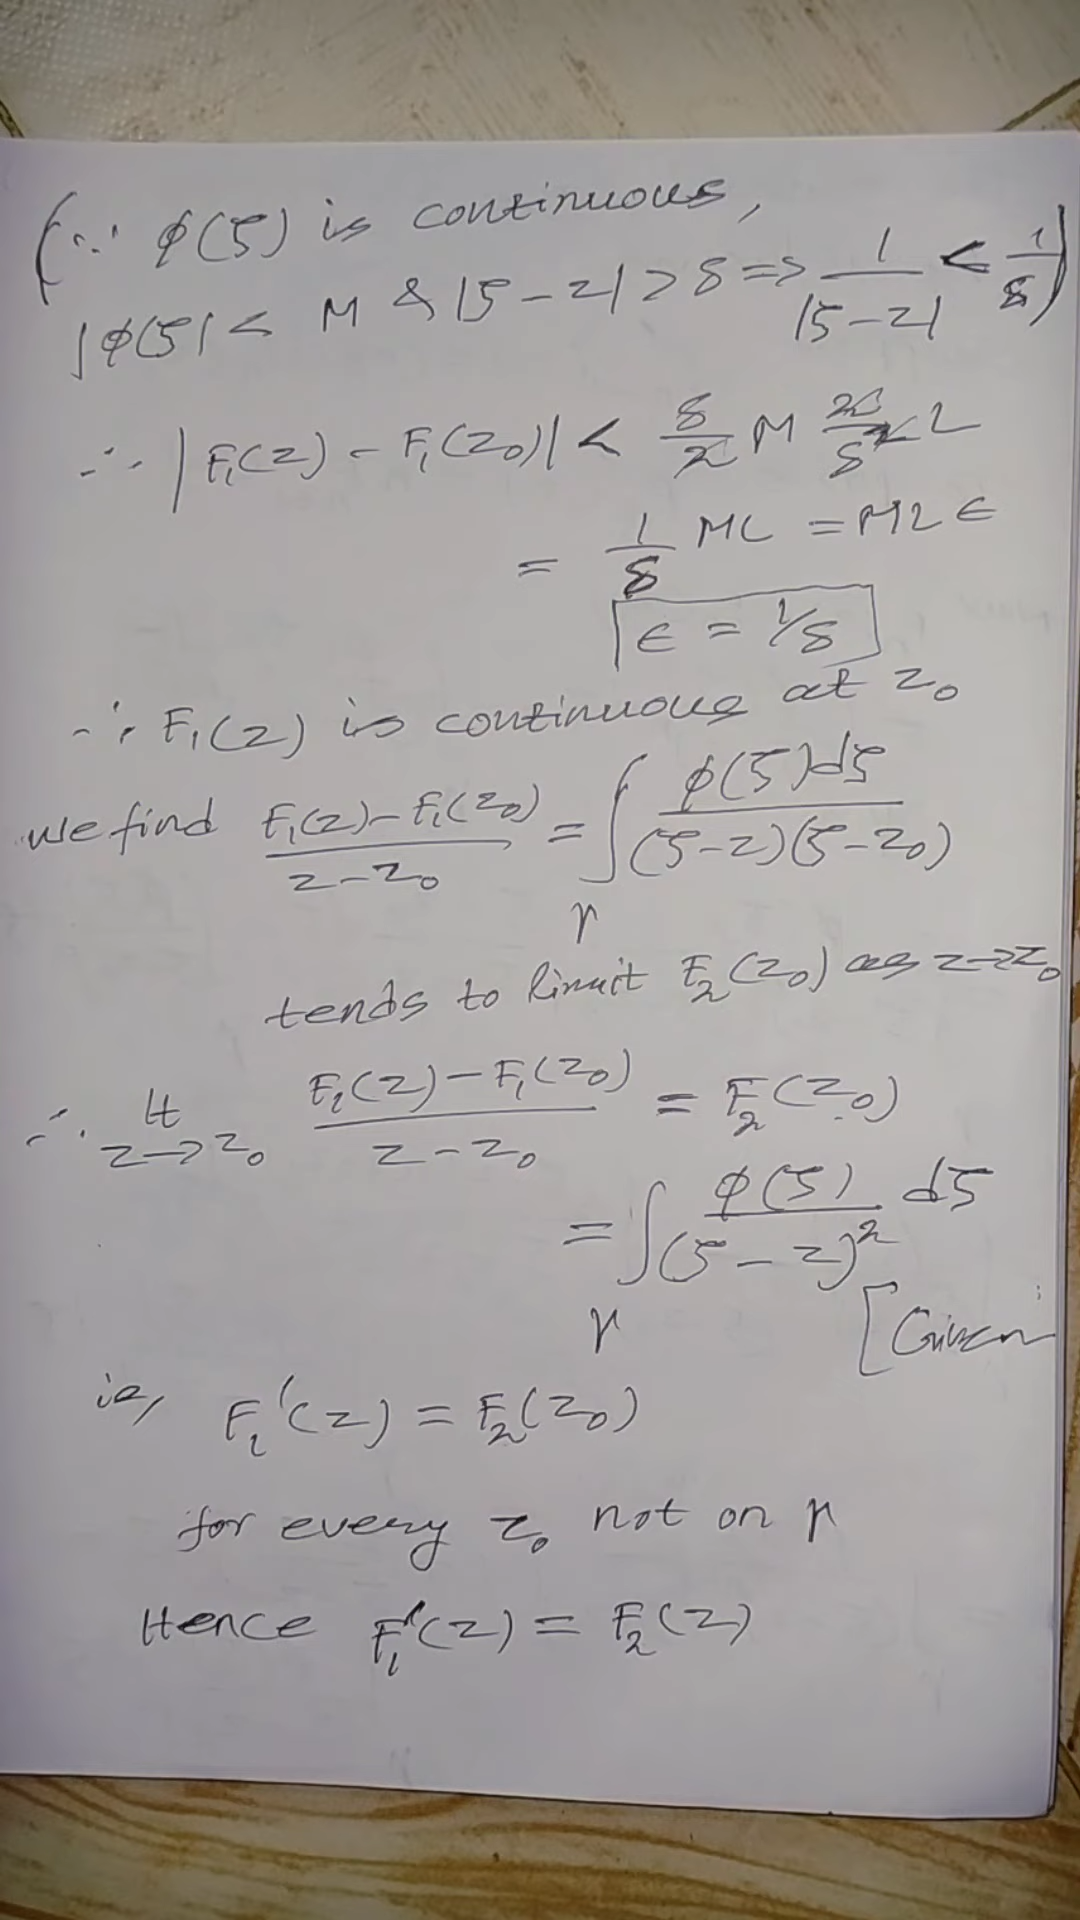 (∵ φ(ζ) is continuous,
|φ(ζ)| < M & |ζ-z| > δ => 1/|ζ-z| < 1/δ)
∴ |F₁(z) - F₁(z₀)| < δ/2 M 2/δ² L
= 1/δ ML = ML ϵ
ϵ = 1/δ
∴ F₁(z) is continuous at z₀
we find (F₁(z) - F₁(z₀))/(z - z₀) = ∫γ φ(ζ)dζ/((ζ-z)(ζ-z₀))
tends to limit F₂(z₀) as z→z₀
∴ lt z→z₀ (F₁(z) - F₁(z₀))/(z - z₀) = F₂(z₀)
= ∫γ φ(ζ)/(ζ-z)² dζ
[Given
ie, F₁'(z) = F₂(z₀)
for every z₀ not on γ
Hence F₁'(z) = F₂(z)